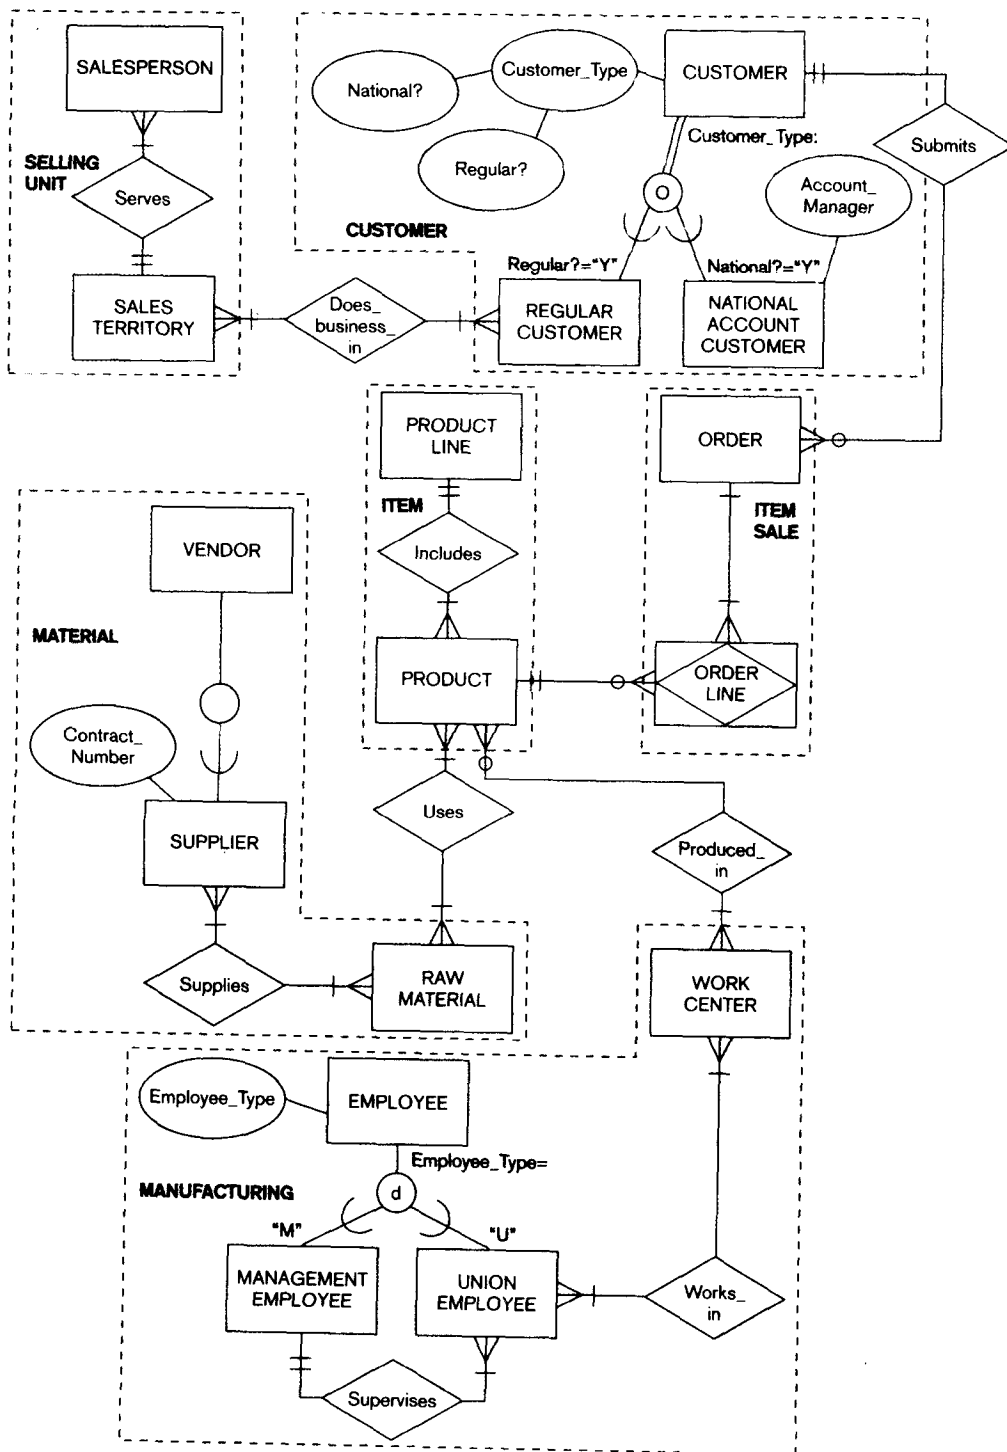 SALESPERSON
SELLING
UNIT
Serves
SALES
TERRITORY
Does_
business_
in
National?
Customer_Type
Regular?
CUSTOMER
Customer_Type:
O
Account_
Manager
CUSTOMER
Regular?="Y"
National?="Y"
REGULAR
CUSTOMER
NATIONAL
ACCOUNT
CUSTOMER
Submits
PRODUCT
LINE
ITEM
Includes
PRODUCT
ORDER
ITEM
SALE
ORDER
LINE
VENDOR
MATERIAL
Contract_
Number
SUPPLIER
Supplies
Uses
RAW
MATERIAL
Produced_
in
WORK
CENTER
Employee_Type
EMPLOYEE
Employee_Type=
d
MANUFACTURING
"M"
"U"
MANAGEMENT
EMPLOYEE
UNION
EMPLOYEE
Works_
in
Supervises